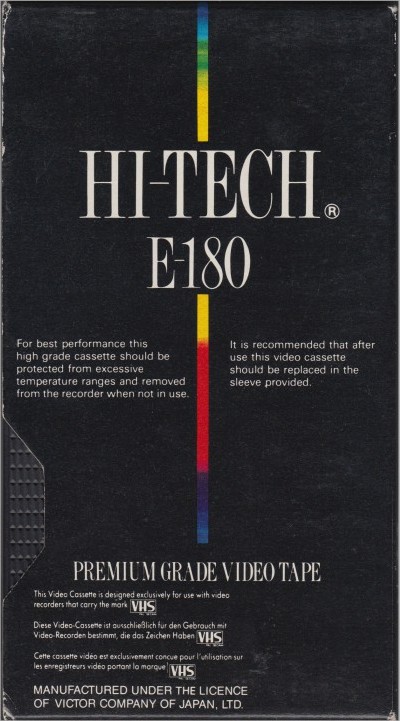 HI-TECH®
E-180
For best performance this
high grade cassette should be
protected from excessive
temperature ranges and removed
from the recorder when not in use.
It is recommended that after
use this video cassette
should be replaced in the
sleeve provided.
PREMIUM GRADE VIDEO TAPE
This Video Cassette is designed exclusively for use with video
recorders that carry the mark VHS
Diese Video-Cassette ist ausschließlich für den Gebrauch mit
Video-Recorden bestimmt, die das Zeichen Haben VHS
Cette cassette vidéo est exclusivement concue pour l'utilisation sur
les enregistreurs vidéo portant la marque VHS
MANUFACTURED UNDER THE LICENCE
OF VICTOR COMPANY OF JAPAN, LTD.